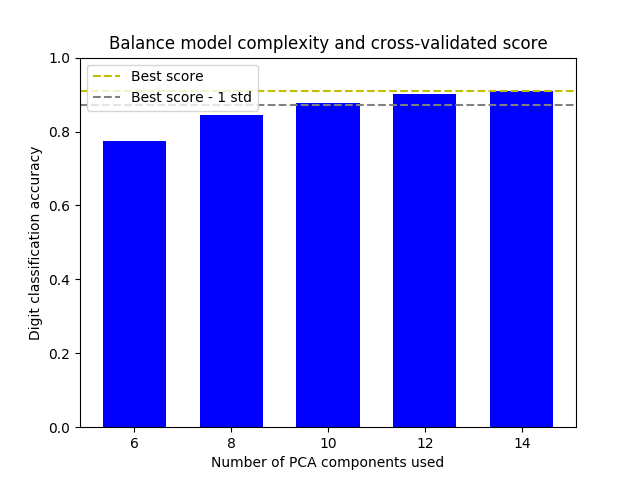 Balance model complexity and cross-validated score
Best score
Best score - 1 std
1.0
0.8
0.6
0.4
0.2
0.0
Digit classification accuracy
6 8 10 12 14
Number of PCA components used